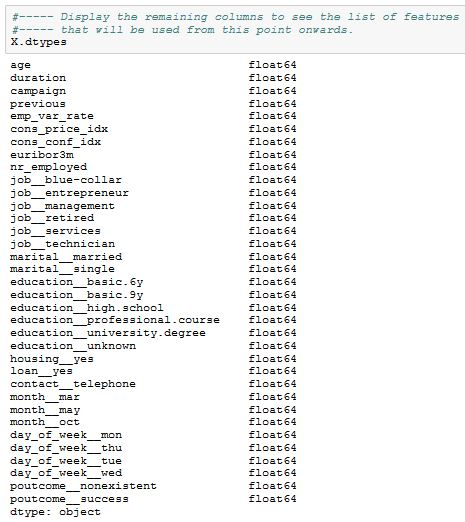 #----- Display the remaining columns to see the list of features
#----- that will be used from this point onwards.
X.dtypes
age float64
duration float64
campaign float64
previous float64
emp_var_rate float64
cons_price_idx float64
cons_conf_idx float64
euribor3m float64
nr_employed float64
job__blue-collar float64
job__entrepreneur float64
job__management float64
job__retired float64
job__services float64
job__technician float64
marital__married float64
marital__single float64
education__basic.6y float64
education__basic.9y float64
education__high.school float64
education__professional.course float64
education__university.degree float64
education__unknown float64
housing__yes float64
loan__yes float64
contact__telephone float64
month__mar float64
month__may float64
month__oct float64
day_of_week__mon float64
day_of_week__thu float64
day_of_week__tue float64
day_of_week__wed float64
poutcome__nonexistent float64
poutcome__success float64
dtype: object